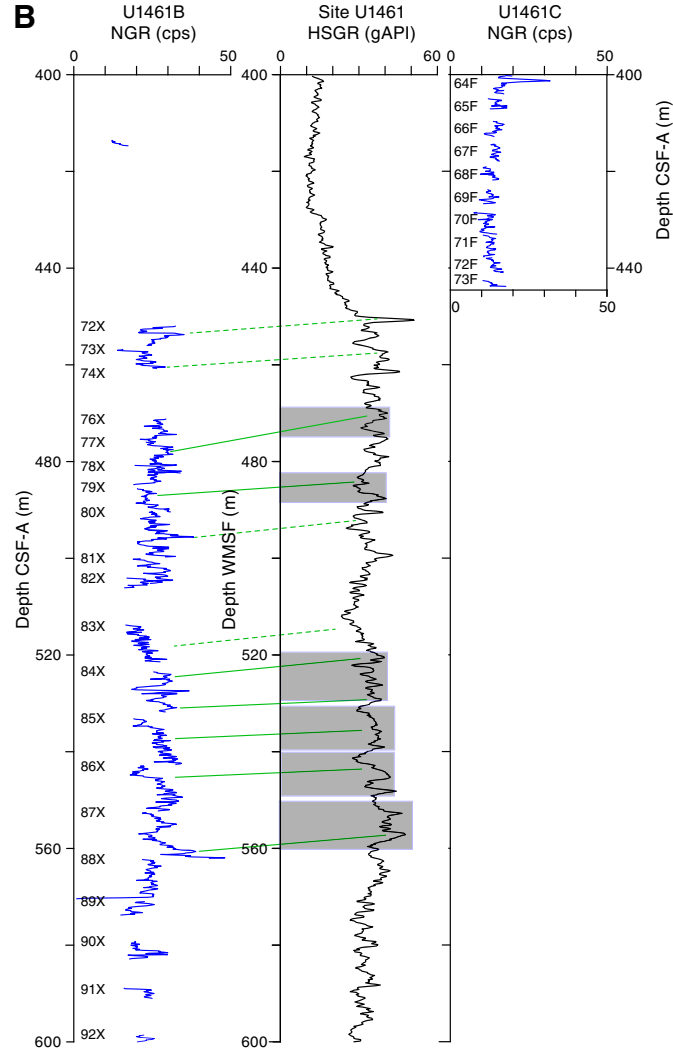 B
U1461B
NGR (cps)
0 50
Site U1461
HSGR (gAPI)
0 60
U1461C
NGR (cps)
0 50
400
440
480
520
560
600
Depth CSF-A (m)
72X
73X
74X
76X
77X
78X
79X
80X
81X
82X
83X
84X
85X
86X
87X
88X
89X
90X
91X
92X
400
440
480
520
560
600
Depth WMSF (m)
64F
65F
66F
67F
68F
69F
70F
71F
72F
73F
400
440
Depth CSF-A (m)
0 50